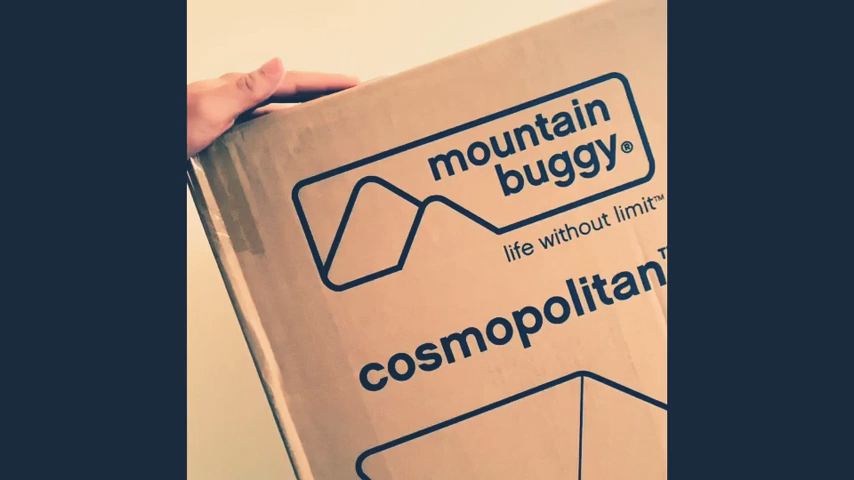 mountain
buggy®
life without limit™
cosmopolitan™